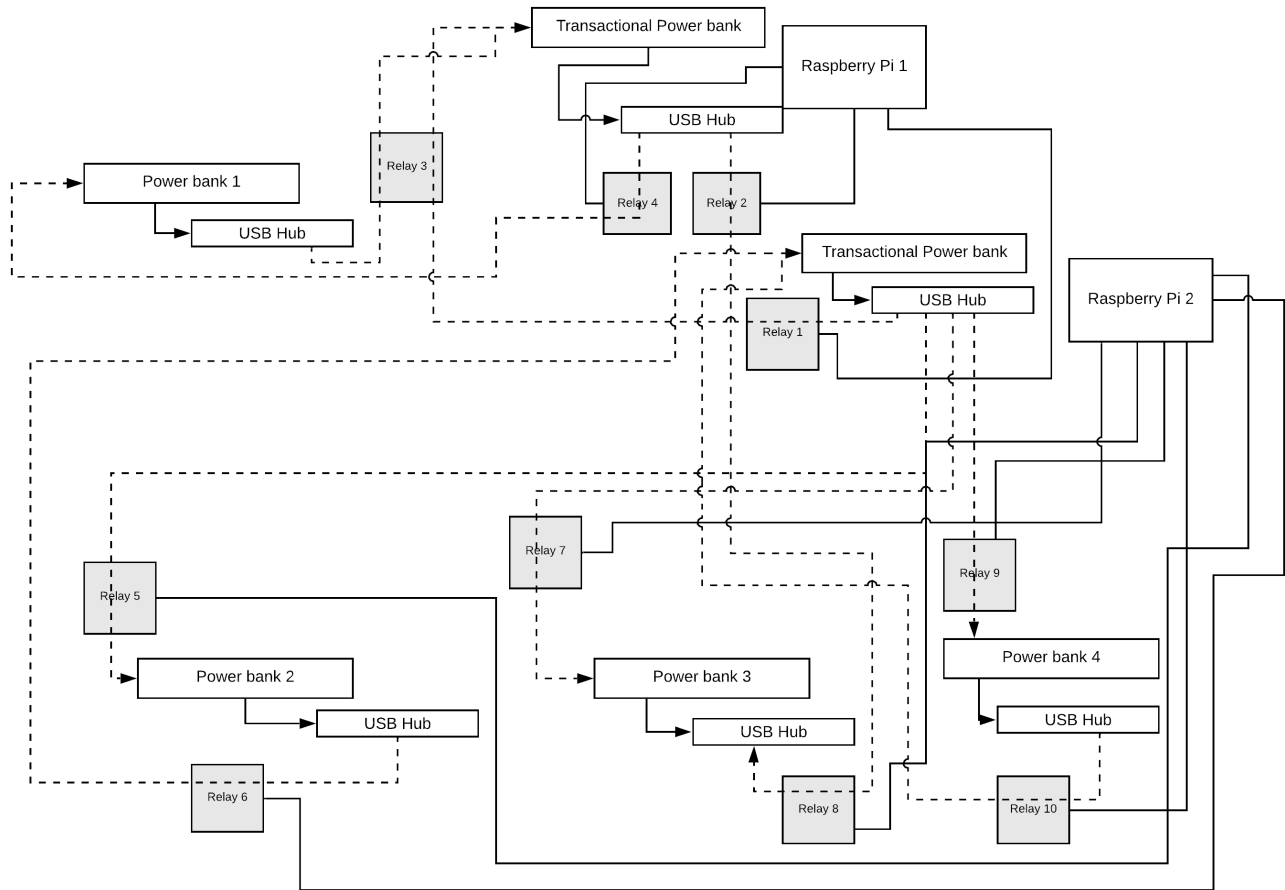 Transactional Power bank
Raspberry Pi 1
USB Hub
Relay 3
Power bank 1
Relay 4
Relay 2
USB Hub
Transactional Power bank
Raspberry Pi 2
USB Hub
Relay 1
Relay 7
Relay 9
Relay 5
Power bank 4
Power bank 2
Power bank 3
USB Hub
USB Hub
USB Hub
Relay 6
Relay 8
Relay 10